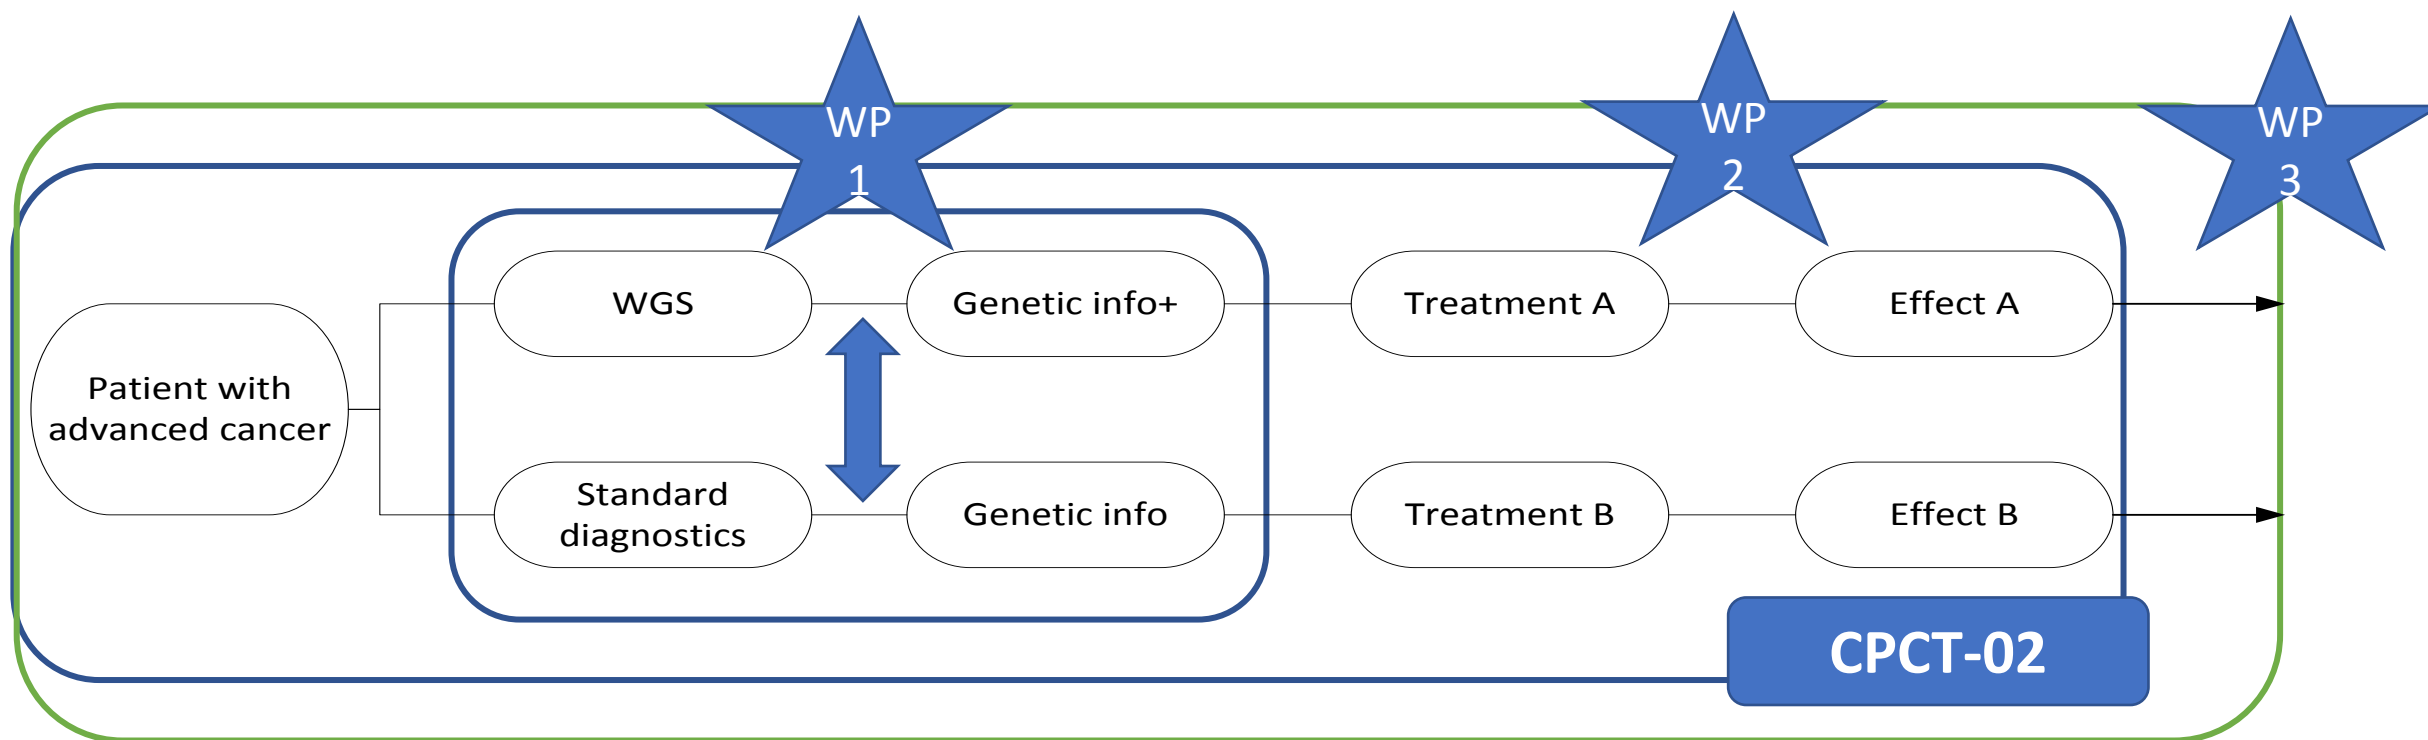 WP
1
WP
2
WP
3
WGS
Genetic info+
Treatment A
Effect A
Patient with
advanced cancer
Standard
diagnostics
Genetic info
Treatment B
Effect B
CPCT-02